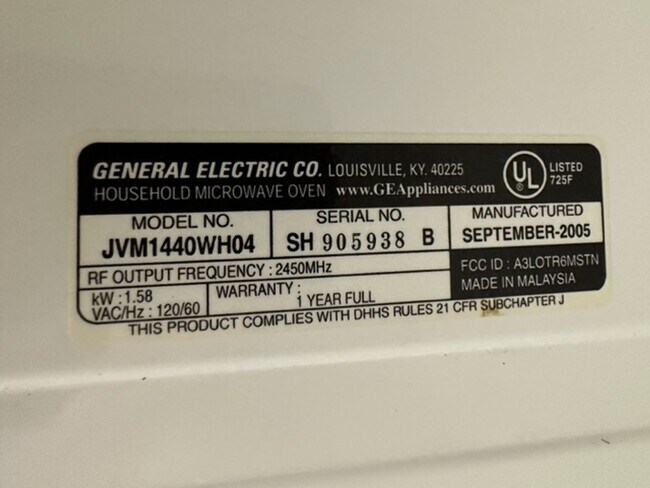 GENERAL ELECTRIC CO. LOUISVILLE, KY. 40225
HOUSEHOLD MICROWAVE OVEN www.GEAppliances.com
UL LISTED
725F
MODEL NO.
JVM1440WH04
SERIAL NO.
SH 905938 B
MANUFACTURED
SEPTEMBER-2005
RF OUTPUT FREQUENCY : 2450MHz
FCC ID : A3LOTR6MSTN
MADE IN MALAYSIA
kW : 1.58
VAC/Hz : 120/60
WARRANTY :
1 YEAR FULL
THIS PRODUCT COMPLIES WITH DHHS RULES 21 CFR SUBCHAPTER J